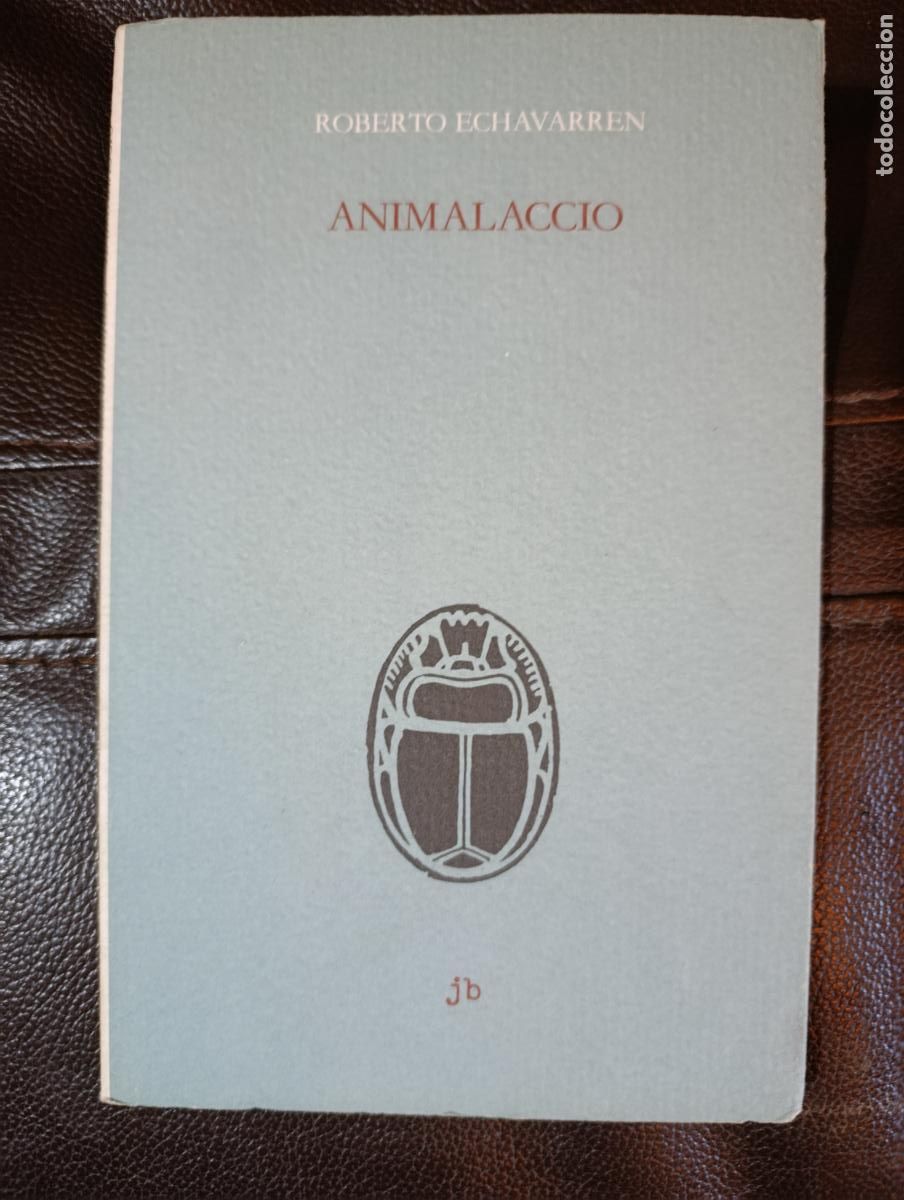 ROBERTO ECHAVARREN
ANIMALACCIO
jb
todocoleccion